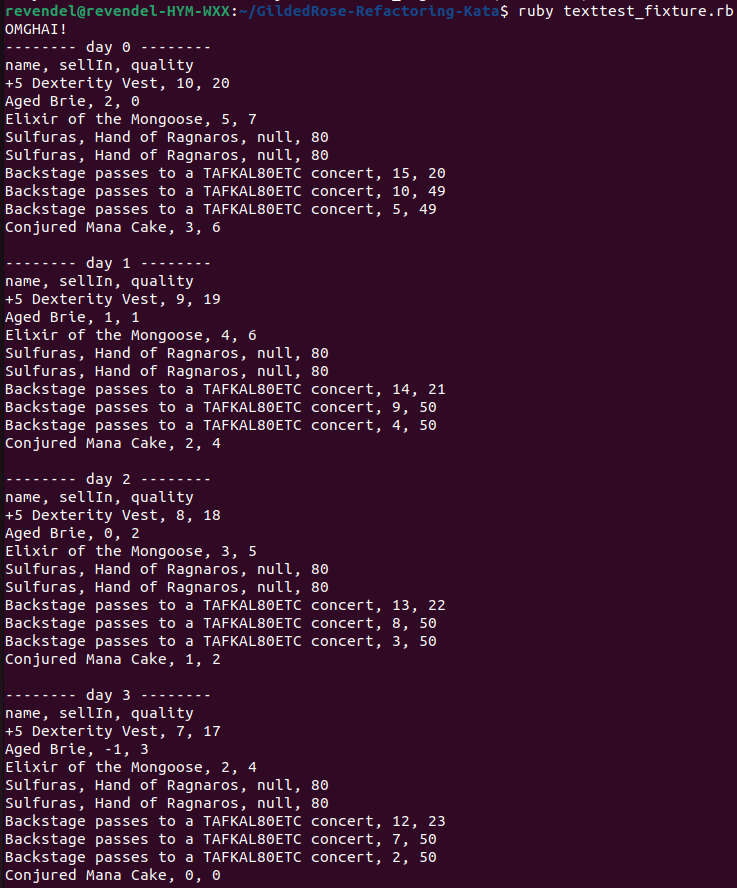 revendel@revendel-HYM-WXX:~/GildedRose-Refactoring-Kata$ ruby texttest_fixture.rb
OMGHAI!
-------- day 0 --------
name, sellIn, quality
+5 Dexterity Vest, 10, 20
Aged Brie, 2, 0
Elixir of the Mongoose, 5, 7
Sulfuras, Hand of Ragnaros, null, 80
Sulfuras, Hand of Ragnaros, null, 80
Backstage passes to a TAFKAL80ETC concert, 15, 20
Backstage passes to a TAFKAL80ETC concert, 10, 49
Backstage passes to a TAFKAL80ETC concert, 5, 49
Conjured Mana Cake, 3, 6

-------- day 1 --------
name, sellIn, quality
+5 Dexterity Vest, 9, 19
Aged Brie, 1, 1
Elixir of the Mongoose, 4, 6
Sulfuras, Hand of Ragnaros, null, 80
Sulfuras, Hand of Ragnaros, null, 80
Backstage passes to a TAFKAL80ETC concert, 14, 21
Backstage passes to a TAFKAL80ETC concert, 9, 50
Backstage passes to a TAFKAL80ETC concert, 4, 50
Conjured Mana Cake, 2, 4

-------- day 2 --------
name, sellIn, quality
+5 Dexterity Vest, 8, 18
Aged Brie, 0, 2
Elixir of the Mongoose, 3, 5
Sulfuras, Hand of Ragnaros, null, 80
Sulfuras, Hand of Ragnaros, null, 80
Backstage passes to a TAFKAL80ETC concert, 13, 22
Backstage passes to a TAFKAL80ETC concert, 8, 50
Backstage passes to a TAFKAL80ETC concert, 3, 50
Conjured Mana Cake, 1, 2

-------- day 3 --------
name, sellIn, quality
+5 Dexterity Vest, 7, 17
Aged Brie, -1, 3
Elixir of the Mongoose, 2, 4
Sulfuras, Hand of Ragnaros, null, 80
Sulfuras, Hand of Ragnaros, null, 80
Backstage passes to a TAFKAL80ETC concert, 12, 23
Backstage passes to a TAFKAL80ETC concert, 7, 50
Backstage passes to a TAFKAL80ETC concert, 2, 50
Conjured Mana Cake, 0, 0